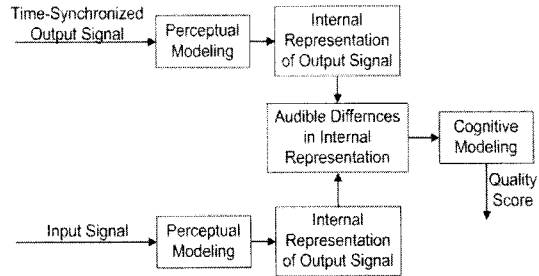 Time-Synchronized
Output Signal
Perceptual
Modeling
Internal
Representation
of Output Signal
Audible Differnces
in Internal
Representation
Cognitive
Modeling
Quality
Score
Input Signal
Perceptual
Modeling
Internal
Representation
of Output Signal